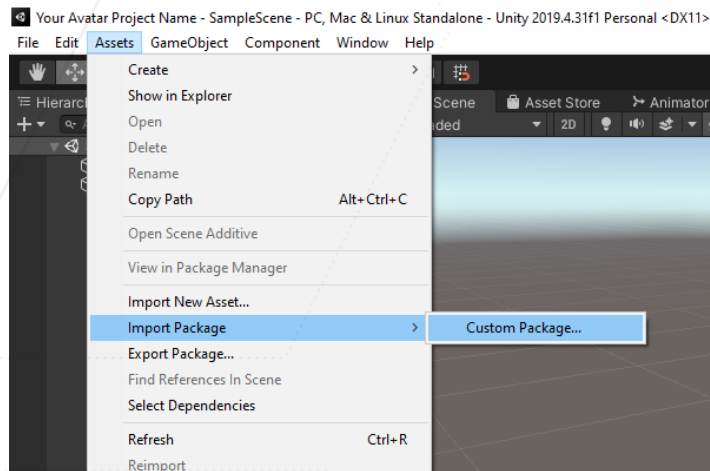 Your Avatar Project Name - SampleScene - PC, Mac & Linux Standalone - Unity 2019.4.31f1 Personal <DX11>
File Edit Assets GameObject Component Window Help
Hierarc
Scene Asset Store Animator
2D
Create
Show in Explorer
Open
Delete
Rename
Copy Path Alt+Ctrl+C
Open Scene Additive
View in Package Manager
Import New Asset...
Import Package Custom Package...
Export Package...
Find References In Scene
Select Dependencies
Refresh Ctrl+R
Reimport